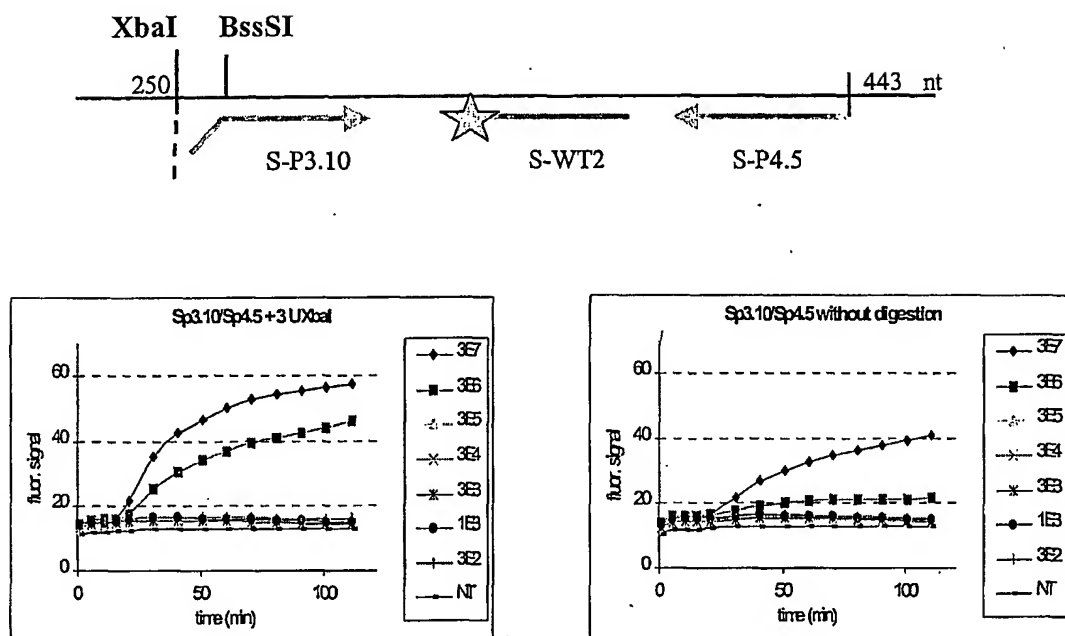 XbaI BssSI
250 443 nt
S-P3.10 S-WT2 S-P4.5
Sp3.10/Sp4.5 + 3 UXbaI
fluor. signal
60
40
20
0
0 50 100
time (min)
3E7
3E6
3E5
3E4
3E3
1E3
3E2
NT
Sp3.10/Sp4.5 without digestion
fluor. signal
60
40
20
0
0 50 100
time (min)
3E7
3E6
3E5
3E4
3E3
1E3
3E2
NT